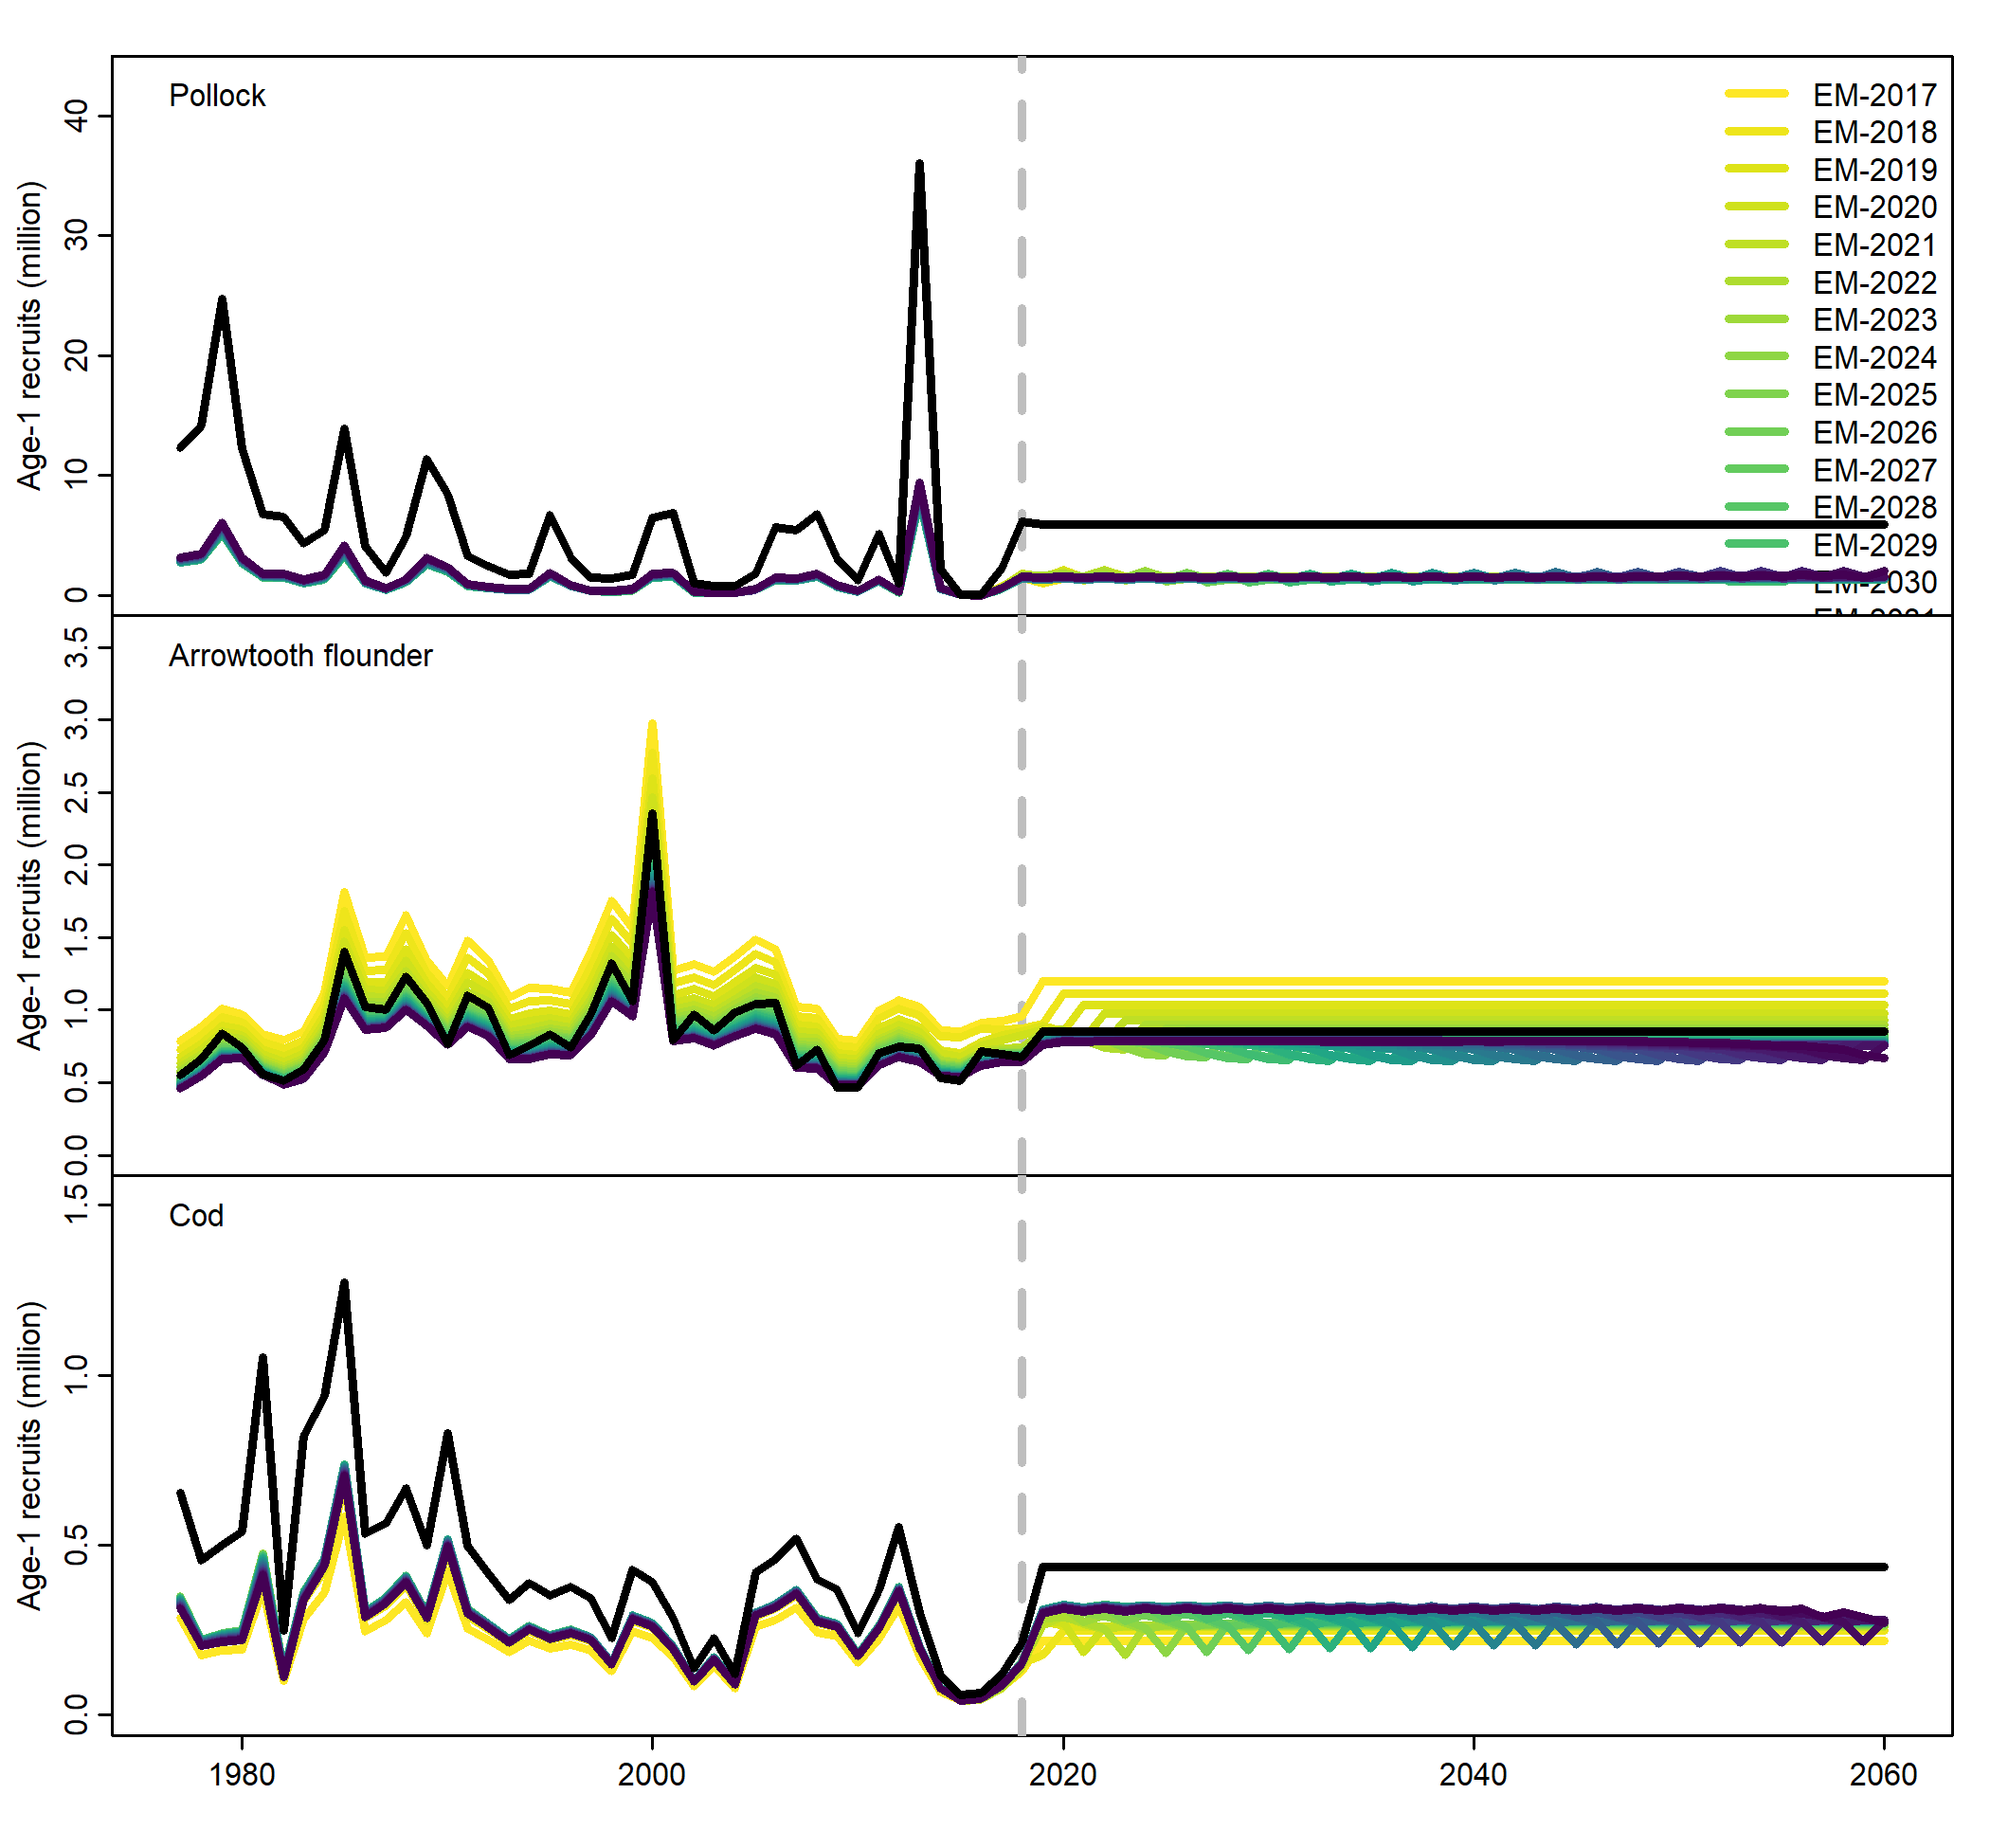 Pollock
Age-1 recruits (million)
40
30
20
10
0
EM-2017
EM-2018
EM-2019
EM-2020
EM-2021
EM-2022
EM-2023
EM-2024
EM-2025
EM-2026
EM-2027
EM-2028
EM-2029
EM-2030
Arrowtooth flounder
Age-1 recruits (million)
3.5
3.0
2.5
2.0
1.5
1.0
0.5
0.0
Cod
Age-1 recruits (million)
1.5
1.0
0.5
0.0
1980
2000
2020
2040
2060